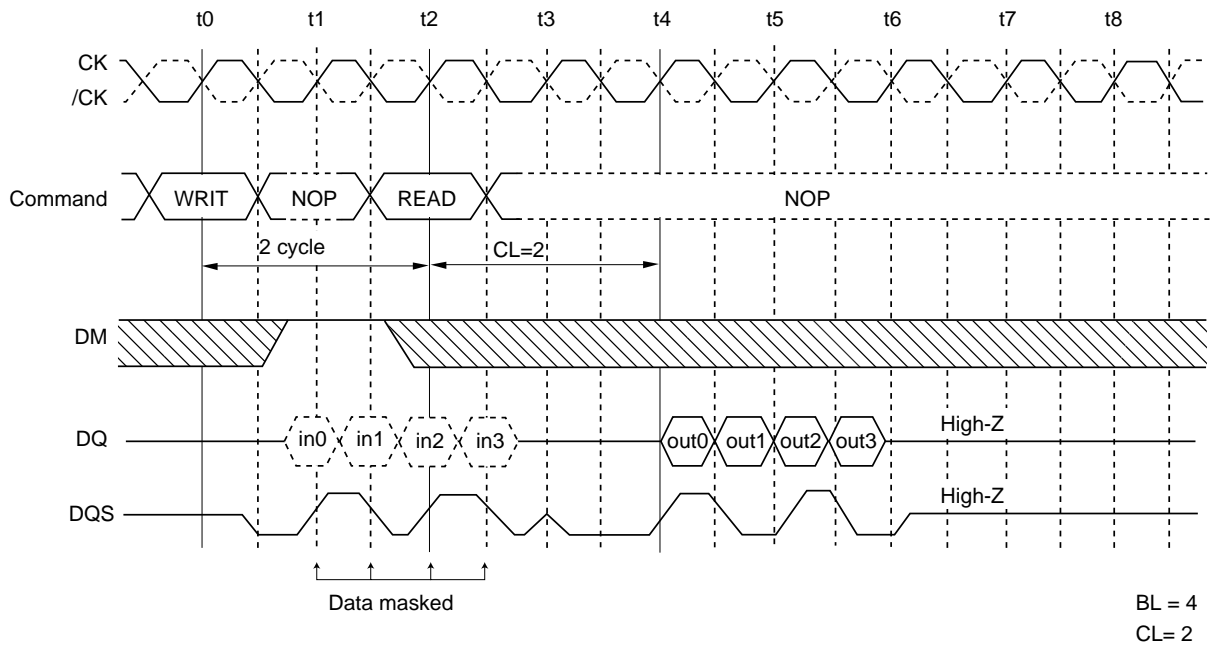 t0 t1 t2 t3 t4 t5 t6 t7 t8
CK
/CK
Command WRIT NOP READ NOP
2 cycle CL=2
DM
DQ in0 in1 in2 in3 out0 out1 out2 out3 High-Z
DQS High-Z
Data masked
BL = 4
CL= 2